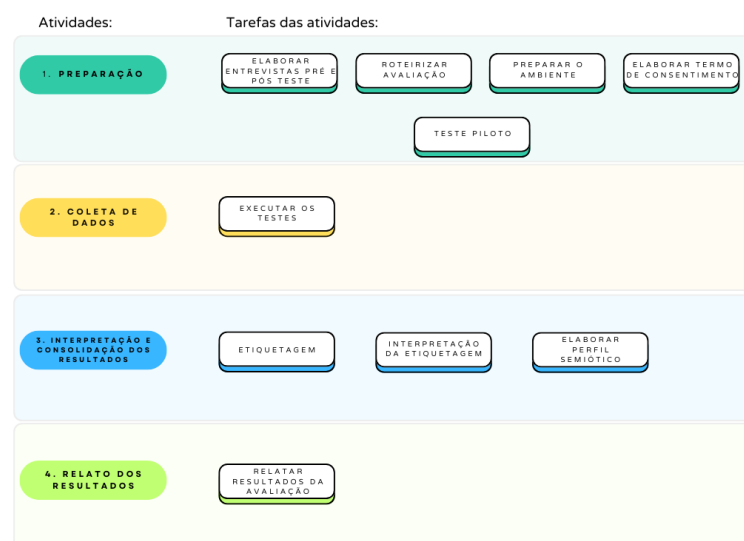 Atividades:
Tarefas das atividades:
1. PREPARAÇÃO
ELABORAR
ENTREVISTAS PRÉ E
PÓS TESTE
ROTEIRIZAR
AVALIAÇÃO
PREPARAR O
AMBIENTE
ELABORAR TERMO
DE CONSENTIMENTO
TESTE PILOTO
2. COLETA DE
DADOS
EXECUTAR OS
TESTES
3. INTERPRETAÇÃO E
CONSOLIDAÇÃO DOS
RESULTADOS
ETIQUETAGEM
INTERPRETAÇÃO
DA ETIQUETAGEM
ELABORAR
PERFIL
SEMIÓTICO
4. RELATO DOS
RESULTADOS
RELATAR
RESULTADOS DA
AVALIAÇÃO